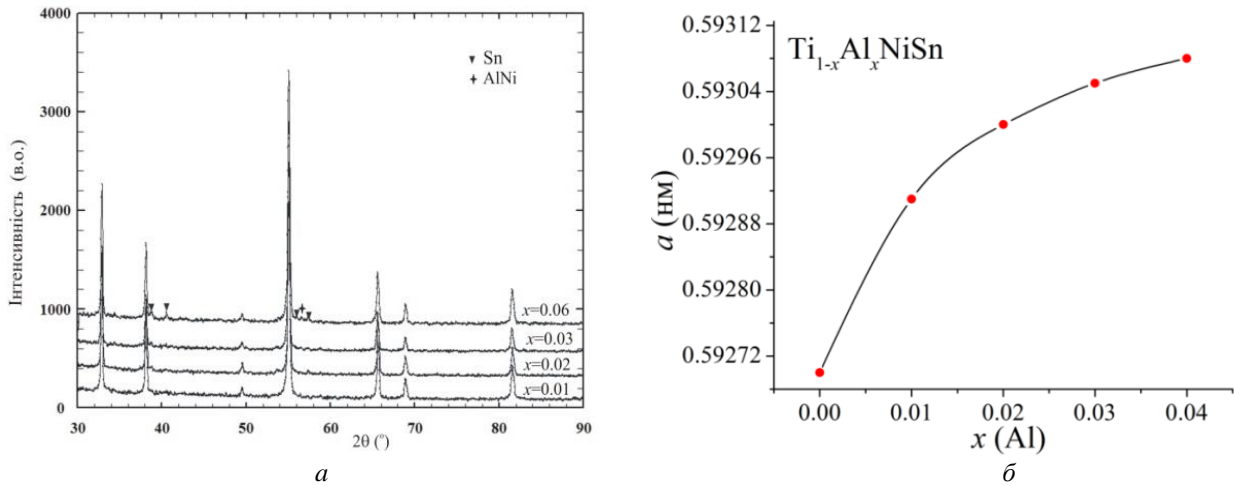 4000
3000
2000
1000
0
Інтенсивність (в.о.)
Sn
AlNi
x=0.06
x=0.03
x=0.02
x=0.01
30 40 50 60 70 80 90
2θ (°)
а
0.59312
0.59304
0.59296
0.59288
0.59280
0.59272
a (нм)
Ti1-xAlxNiSn
0.00 0.01 0.02 0.03 0.04
x (Al)
б